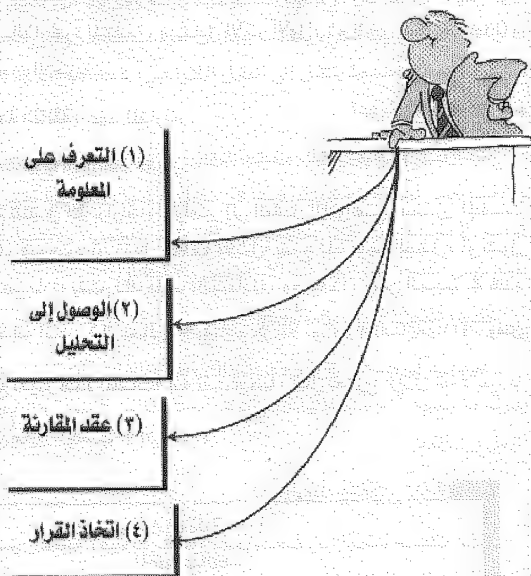 (١) التعرف على
المعلومة
(٢) الوصول إلى
التحليل
(٣) عقد المقارنة
(٤) اتخاذ القرار